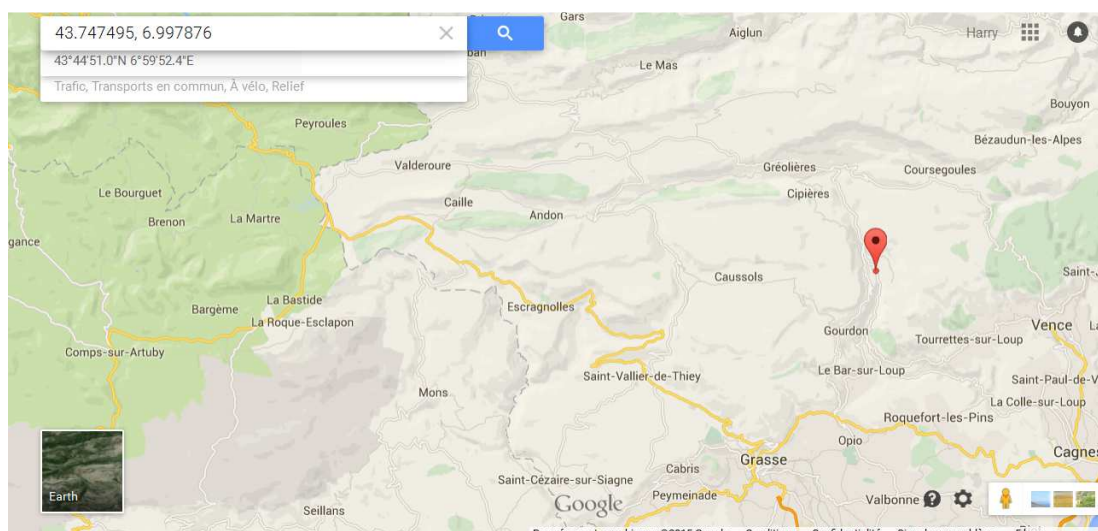 43.747495, 6.997876
43°44'51.0"N 6°59'52.4"E
Trafic, Transports en commun, À vélo, Relief
Harry
Gars
Aiglun
Le Mas
Bouyon
Bézaudun-les-Alpes
Peyroules
Valderoure
Gréolières
Coursegoules
Le Bourguet
Caille
Cipières
Brenon
La Martre
Andon
Caussols
Saint-
La Bastide
Bargème
Escragnolles
La Roque-Esclapon
Gourdon
Vence
Tourrettes-sur-Loup
Comps-sur-Artuby
Saint-Vallier-de-Thiey
Le Bar-sur-Loup
Saint-Paul-de-V
Mons
La Colle-sur-Loup
Roquefort-les-Pins
Opio
Grasse
Cagnes
Cabris
Saint-Cézaire-sur-Siagne
Earth
Google
Peymeinade
Valbonne
Seillans